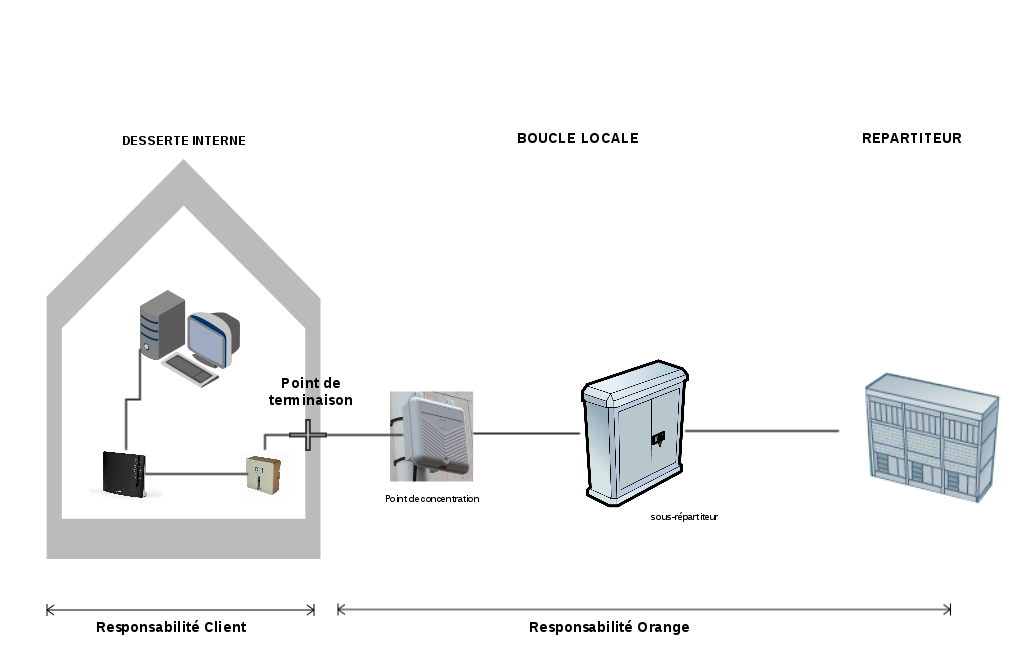 DESSERTE INTERNE
BOUCLE LOCALE
REPARTITEUR
Point de
terminaison
Point de concentration
sous-répartiteur
Responsabilité Client
Responsabilité Orange